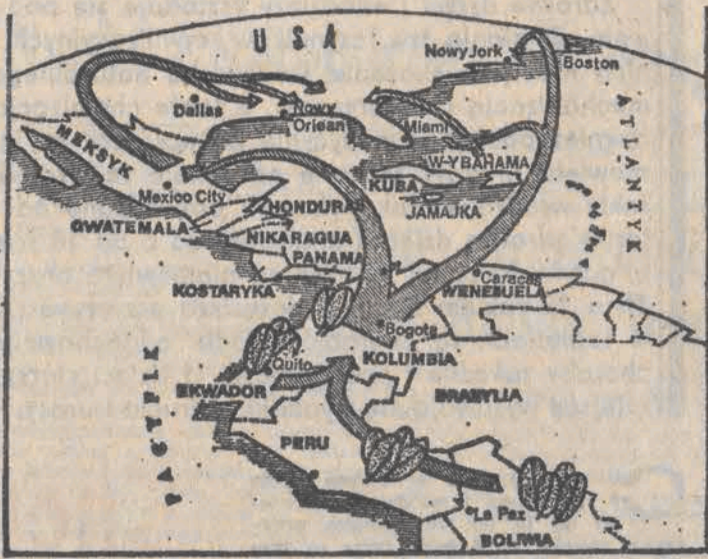 USA
Nowy Jork
Boston
Dallas
Nowy
Orlean
Miami
ATLANTYK
MEKSYK
W-Y BAHAMA
KUBA
Mexico City
HONDURAS
JAMAJKA
GWATEMALA
NIKARAGUA
PANAMA
Caracas
KOSTARYKA
WENEZUELA
Bogota
KOLUMBIA
Quito
EKWADOR
BRAZYLIA
PACYFIK
PERU
La Paz
BOLIWIA